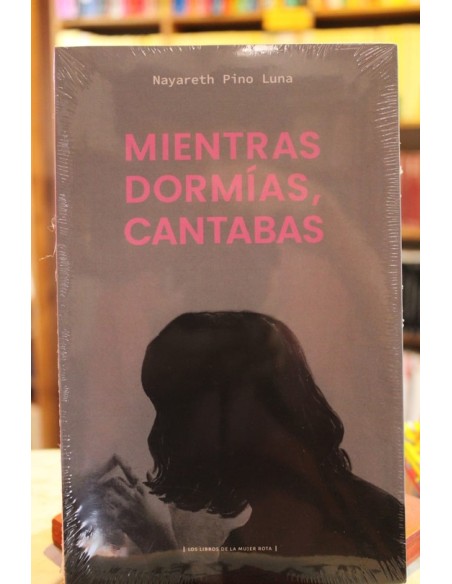 Nayareth Pino Luna
MIENTRAS
DORMÍAS,
CANTABAS
| LOS LIBROS DE LA MUJER ROTA |